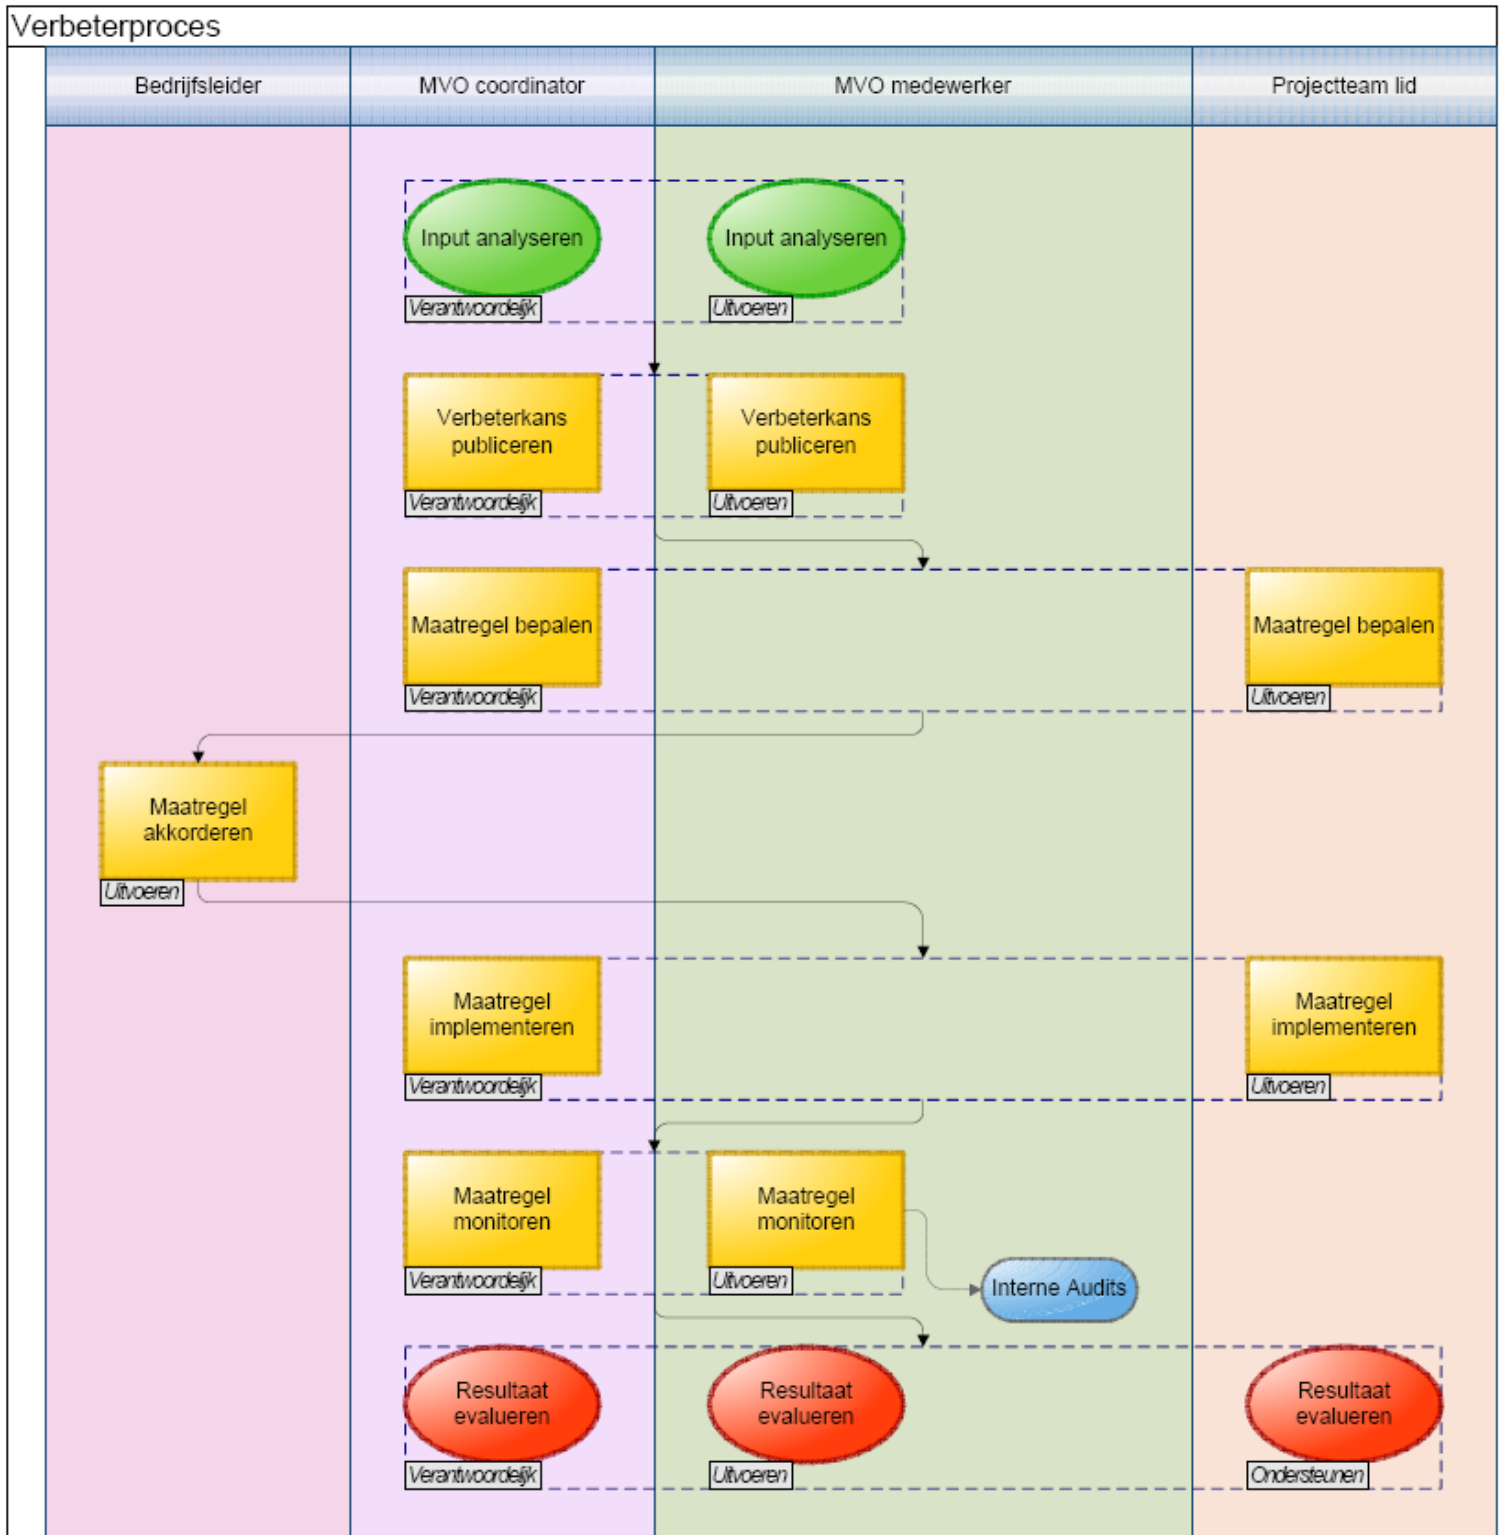 Verbeterproces
Bedrijfsleider
MVO coordinator
MVO medewerker
Projectteam lid
Input analyseren
Input analyseren
Verantwoordelijk
Uitvoeren
Verbeterkans
publiceren
Verbeterkans
publiceren
Verantwoordelijk
Uitvoeren
Maatregel bepalen
Maatregel bepalen
Verantwoordelijk
Uitvoeren
Maatregel
akkorderen
Uitvoeren
Maatregel
implementeren
Maatregel
implementeren
Verantwoordelijk
Uitvoeren
Maatregel
monitoren
Maatregel
monitoren
Verantwoordelijk
Uitvoeren
Interne Audits
Resultaat
evalueren
Resultaat
evalueren
Resultaat
evalueren
Verantwoordelijk
Uitvoeren
Ondersteunen